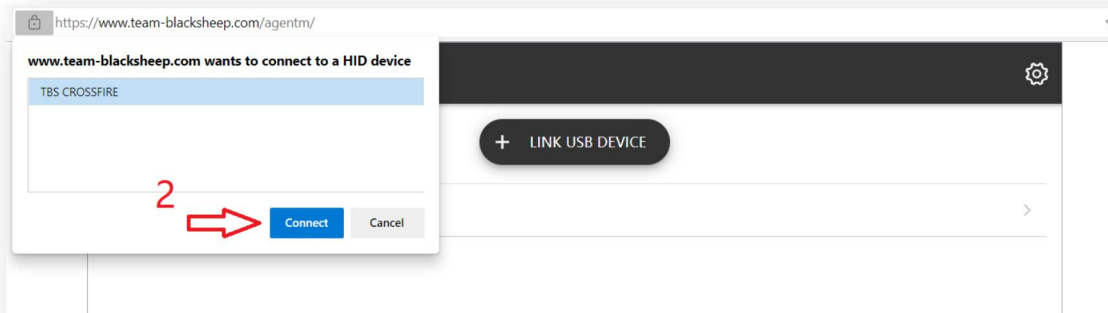 https://www.team-blacksheep.com/agentm/
www.team-blacksheep.com wants to connect to a HID device
TBS CROSSFIRE
+ LINK USB DEVICE
2
Connect
Cancel